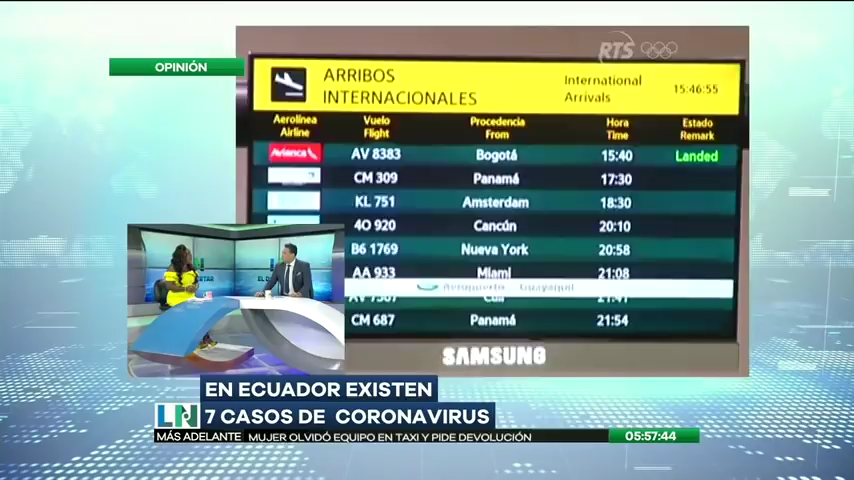 RTS
OPINIÓN
ARRIBOS
INTERNACIONALES
International
Arrivals
15:46:55
Aerolínea
Airline
Vuelo
Flight
Procedencia
From
Hora
Time
Estado
Remark
Avianca AV 8383 Bogotá 15:40 Landed
CM 309 Panamá 17:30
KL 751 Amsterdam 18:30
4O 920 Cancún 20:10
B6 1769 Nueva York 20:58
AA 933 Miami 21:08
Aeropuerto Guayaquil
CM 687 Panamá 21:54
SAMSUNG
EN ECUADOR EXISTEN
LN 7 CASOS DE CORONAVIRUS
MÁS ADELANTE MUJER OLVIDÓ EQUIPO EN TAXI Y PIDE DEVOLUCIÓN 05:57:44